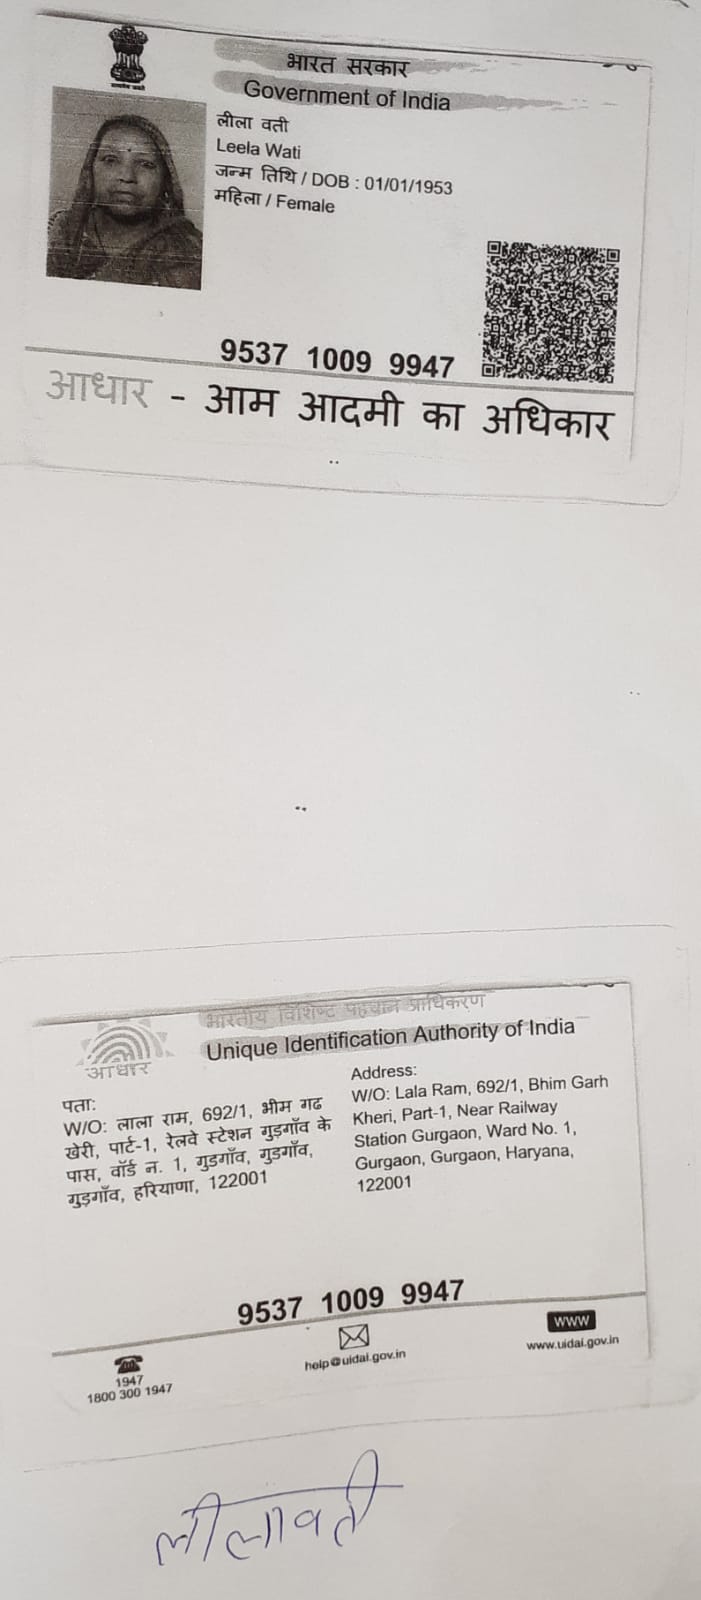 भारत सरकार
Government of India
लीला वती
Leela Wati
जन्म तिथि / DOB : 01/01/1953
महिला / Female
9537 1009 9947
आधार - आम आदमी का अधिकार
भारतीय विशिष्ट पहचान प्राधिकरण
Unique Identification Authority of India
आधार
पता:
W/O: लाला राम, 692/1, भीम गढ
खेरी, पार्ट-1, रेलवे स्टेशन गुड़गाँव के
पास, वॉर्ड न. 1, गुड़गाँव, गुड़गाँव,
गुड़गाँव, हरियाणा, 122001
Address:
W/O: Lala Ram, 692/1, Bhim Garh
Kheri, Part-1, Near Railway
Station Gurgaon, Ward No. 1,
Gurgaon, Gurgaon, Haryana,
122001
9537 1009 9947
1947
1800 300 1947
help@uidai.gov.in
www
www.uidai.gov.in
लीलावती